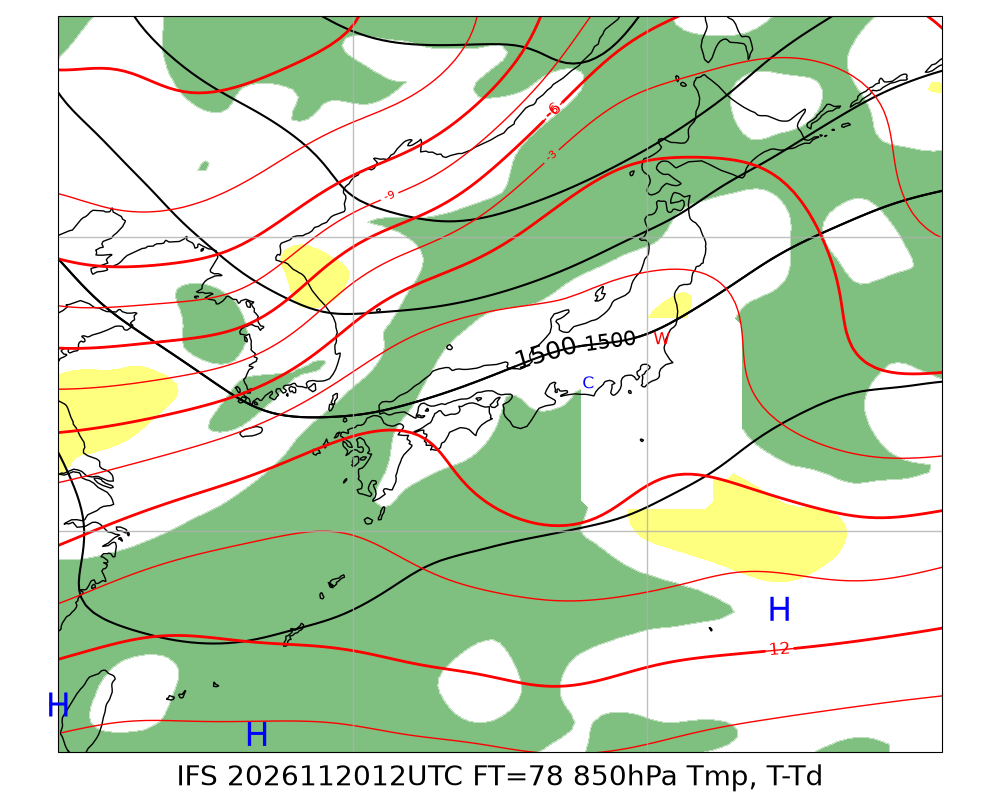 -6
-3
-9
1500 1500
W
C
H
12
H
H
IFS 2026112012UTC FT=78 850hPa Tmp, T-Td